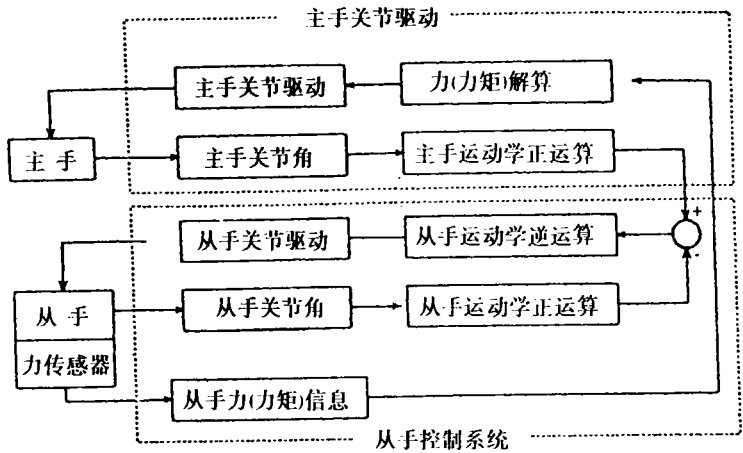 主手关节驱动
主手关节驱动
力(力矩)解算
主 手
主手关节角
主手运动学正运算
+
从手关节驱动
从手运动学逆运算
-
从 手
从手关节角
从手运动学正运算
力传感器
从手力(力矩)信息
从手控制系统